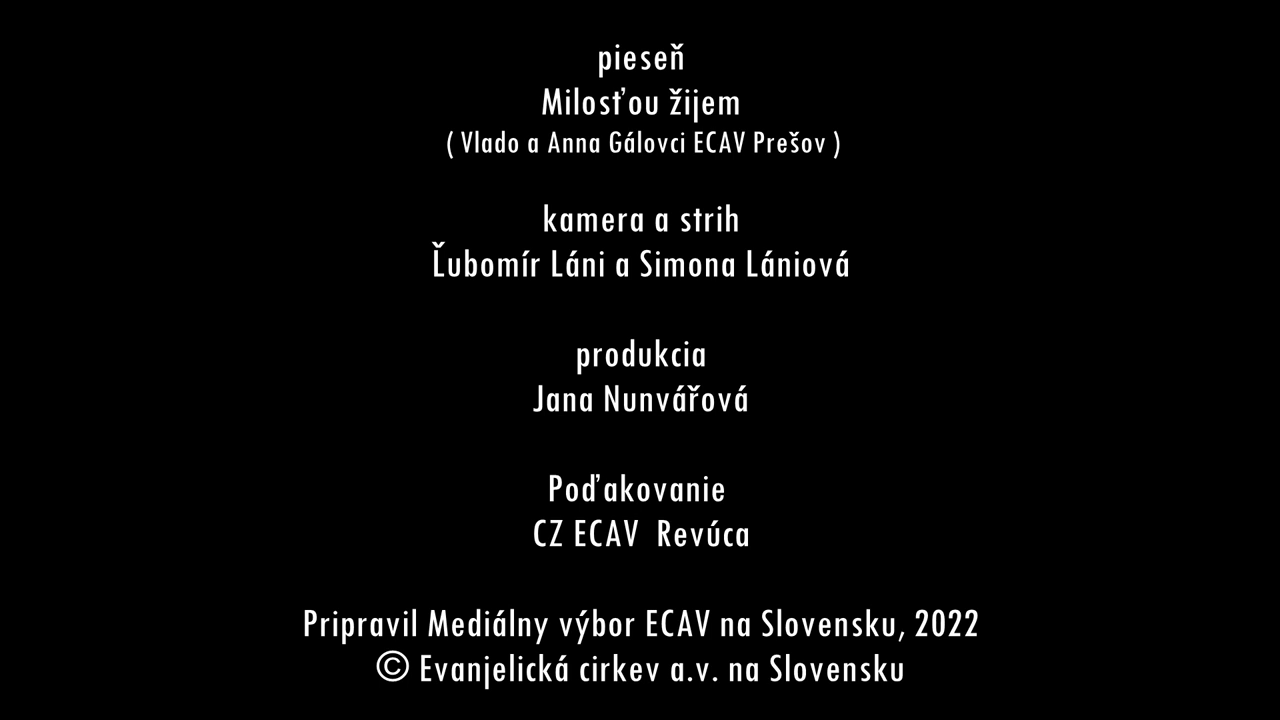 pieseň
Milosťou žijem
( Vlado a Anna Gálovci ECAV Prešov )
kamera a strih
Ľubomír Láni a Simona Lániová
produkcia
Jana Nunvářová
Poďakovanie
CZ ECAV  Revúca
Pripravil Mediálny výbor ECAV na Slovensku, 2022
© Evanjelická cirkev a.v. na Slovensku